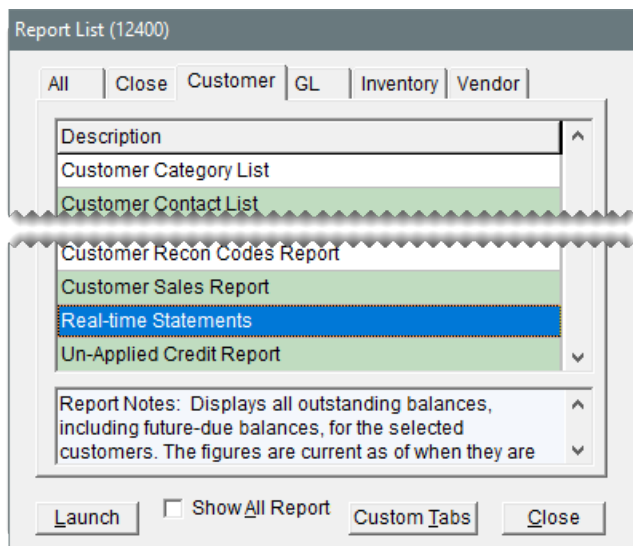 Report List (12400)
All Close Customer GL Inventory Vendor
Description
Customer Category List
Customer Contact List
Customer Recon Codes Report
Customer Sales Report
Real-time Statements
Un-Applied Credit Report
Report Notes:  Displays all outstanding balances,
including future-due balances, for the selected
customers. The figures are current as of when they are
Launch Show All Report Custom Tabs Close